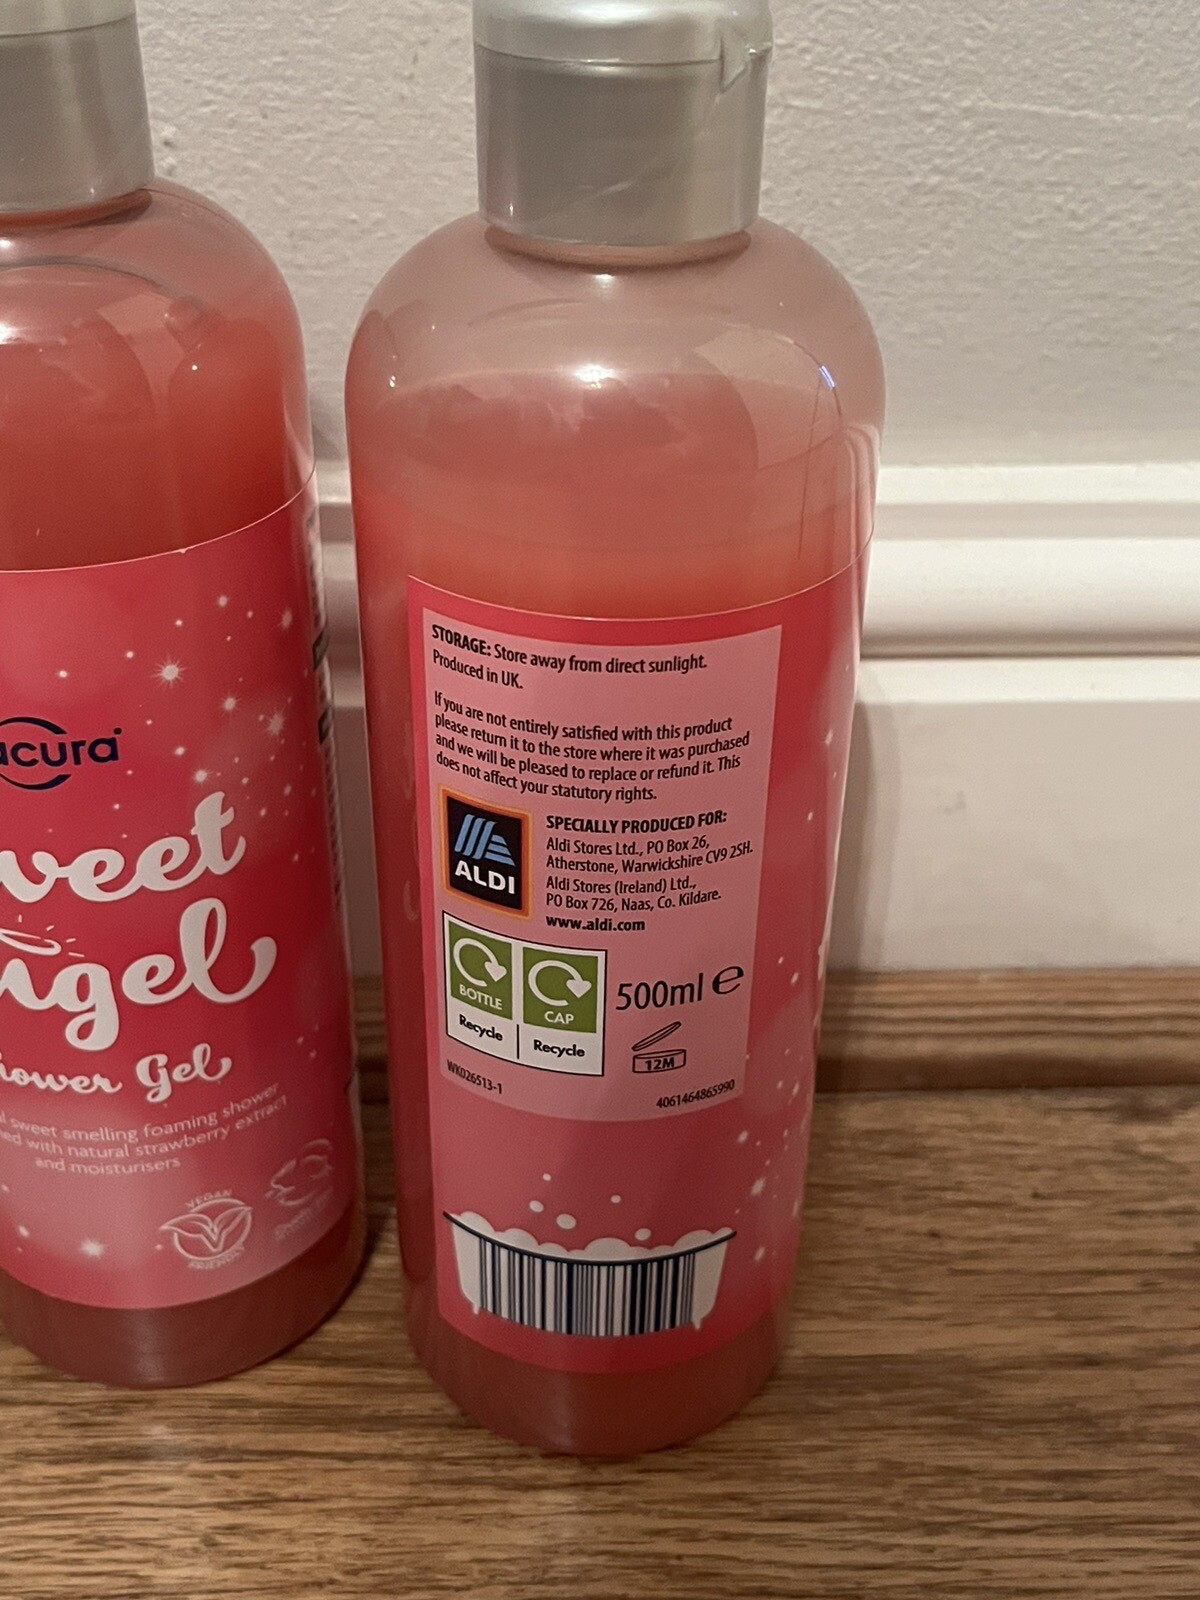 acura
weet
ngel
ower Gel
sweet smelling foaming shower
ed with natural strawberry extract
and moisturisers
VEGAN
FRIENDLY
STORAGE: Store away from direct sunlight.
Produced in UK.
If you are not entirely satisfied with this product
please return it to the store where it was purchased
and we will be pleased to replace or refund it. This
does not affect your statutory rights.
ALDI
SPECIALLY PRODUCED FOR:
Aldi Stores Ltd., PO Box 26,
Atherstone, Warwickshire CV9 2SH.
Aldi Stores (Ireland) Ltd.,
PO Box 726, Naas, Co. Kildare.
www.aldi.com
BOTTLE
Recycle
CAP
Recycle
500ml e
12M
WKD26513-1
4061464865990